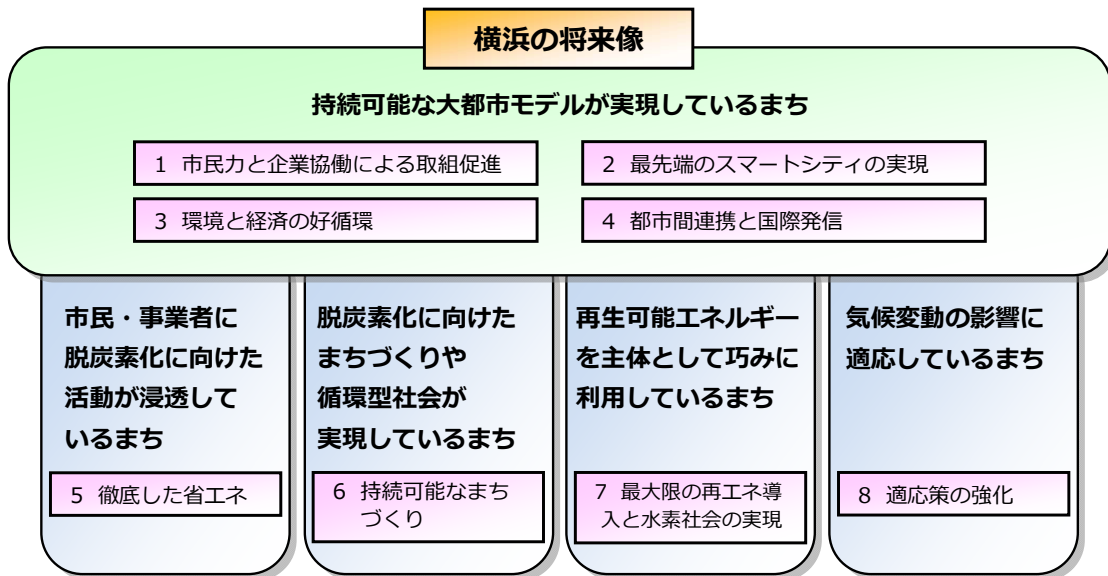 横浜の将来像
持続可能な大都市モデルが実現しているまち
1 市民力と企業協働による取組促進
2 最先端のスマートシティの実現
3 環境と経済の好循環
4 都市間連携と国際発信
市民・事業者に
脱炭素化に向けた
活動が浸透して
いるまち
5 徹底した省エネ
脱炭素化に向けた
まちづくりや
循環型社会が
実現しているまち
6 持続可能なまち
づくり
再生可能エネルギー
を主体として巧みに
利用しているまち
7 最大限の再エネ導
入と水素社会の実現
気候変動の影響に
適応しているまち
8 適応策の強化